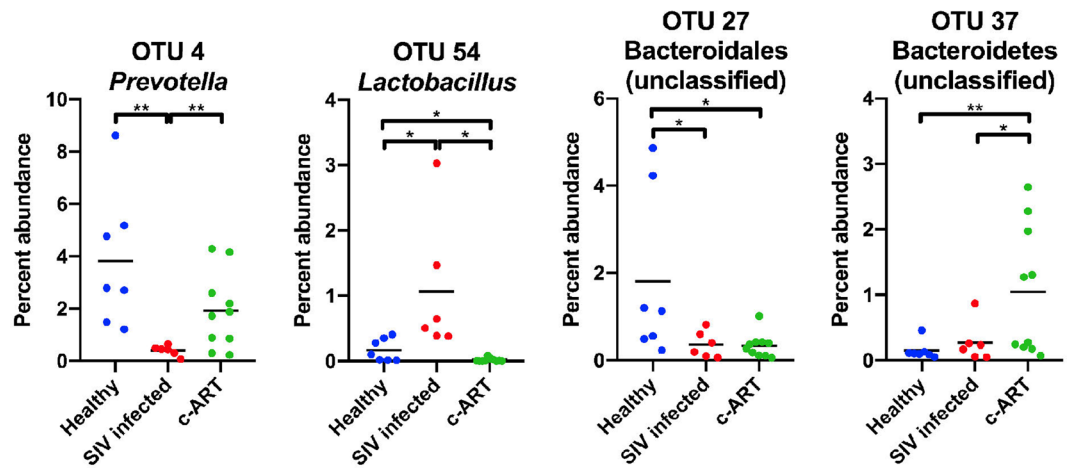 OTU 4
Prevotella
Percent abundance
10
8
6
4
2
0
**
**
Healthy
SIV infected
c-ART
OTU 54
Lactobacillus
Percent abundance
4
3
2
1
0
*
*
*
Healthy
SIV infected
c-ART
OTU 27
Bacteroidales
(unclassified)
Percent abundance
6
4
2
0
*
*
Healthy
SIV infected
c-ART
OTU 37
Bacteroidetes
(unclassified)
Percent abundance
4
3
2
1
0
**
*
Healthy
SIV infected
c-ART